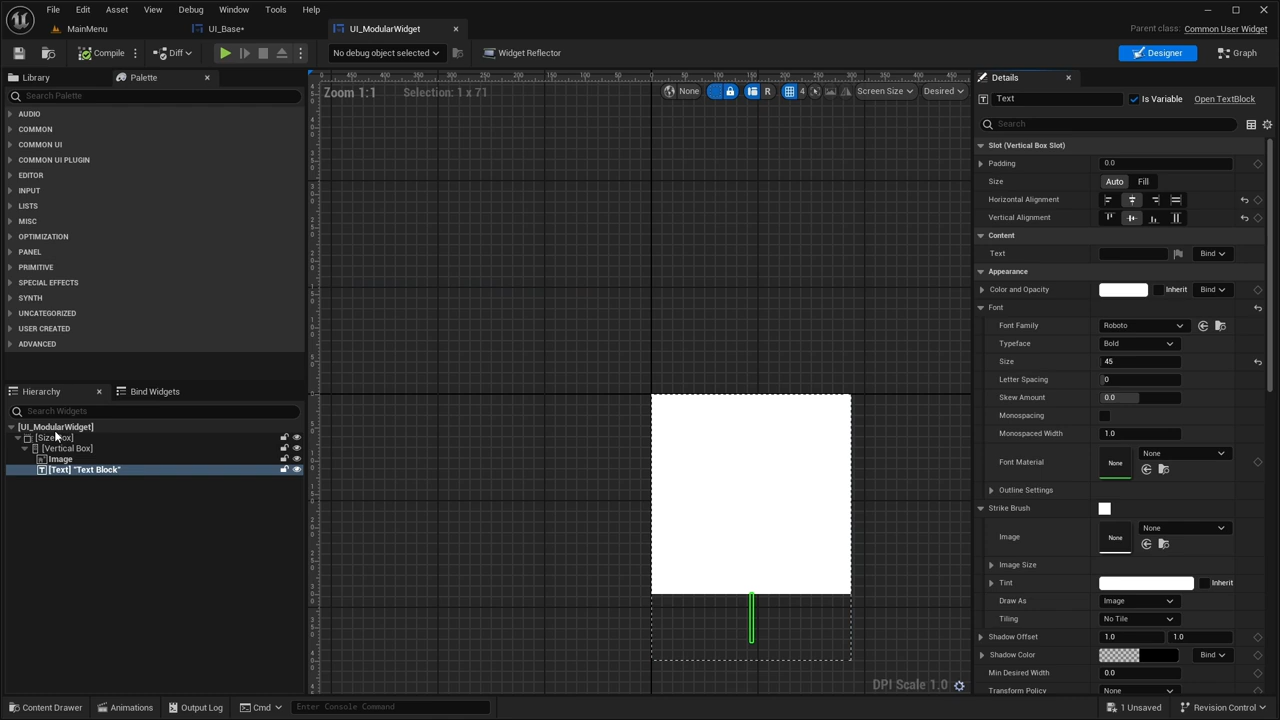 File Edit Asset View Debug Window Tools Help
MainMenu UI_Base• UI_ModularWidget
Parent class: Common User Widget
Compile Diff No debug object selected Widget Reflector Designer Graph
Library Palette
Search Palette
AUDIO
COMMON
COMMON UI
COMMON UI PLUGIN
EDITOR
INPUT
LISTS
MISC
OPTIMIZATION
PANEL
PRIMITIVE
SPECIAL EFFECTS
SYNTH
UNCATEGORIZED
USER CREATED
ADVANCED
Hierarchy Bind Widgets
Search Widgets
[UI_ModularWidget]
[Vertical Box]
Image
[Text] "Text Block"
Zoom 1:1 Selection: 1 x 71
None R 4 Screen Size Desired
DPI Scale 1.0
Details
Text Is Variable Open TextBlock
Search
Slot (Vertical Box Slot)
Padding 0.0
Size Auto Fill
Horizontal Alignment
Vertical Alignment
Content
Text Bind
Appearance
Color and Opacity Inherit Bind
Font
Font Family Roboto
Typeface Bold
Size 45
Letter Spacing 0
Skew Amount 0.0
Monospacing
Monospaced Width 1.0
Font Material None None
Outline Settings
Strike Brush
Image None None
Image Size
Tint Inherit
Draw As Image
Tiling No Tile
Shadow Offset 1.0 1.0
Shadow Color Bind
Min Desired Width 0.0
Transform Policy None
Content Drawer Animations Output Log Cmd Enter Console Command 1 Unsaved Revision Control